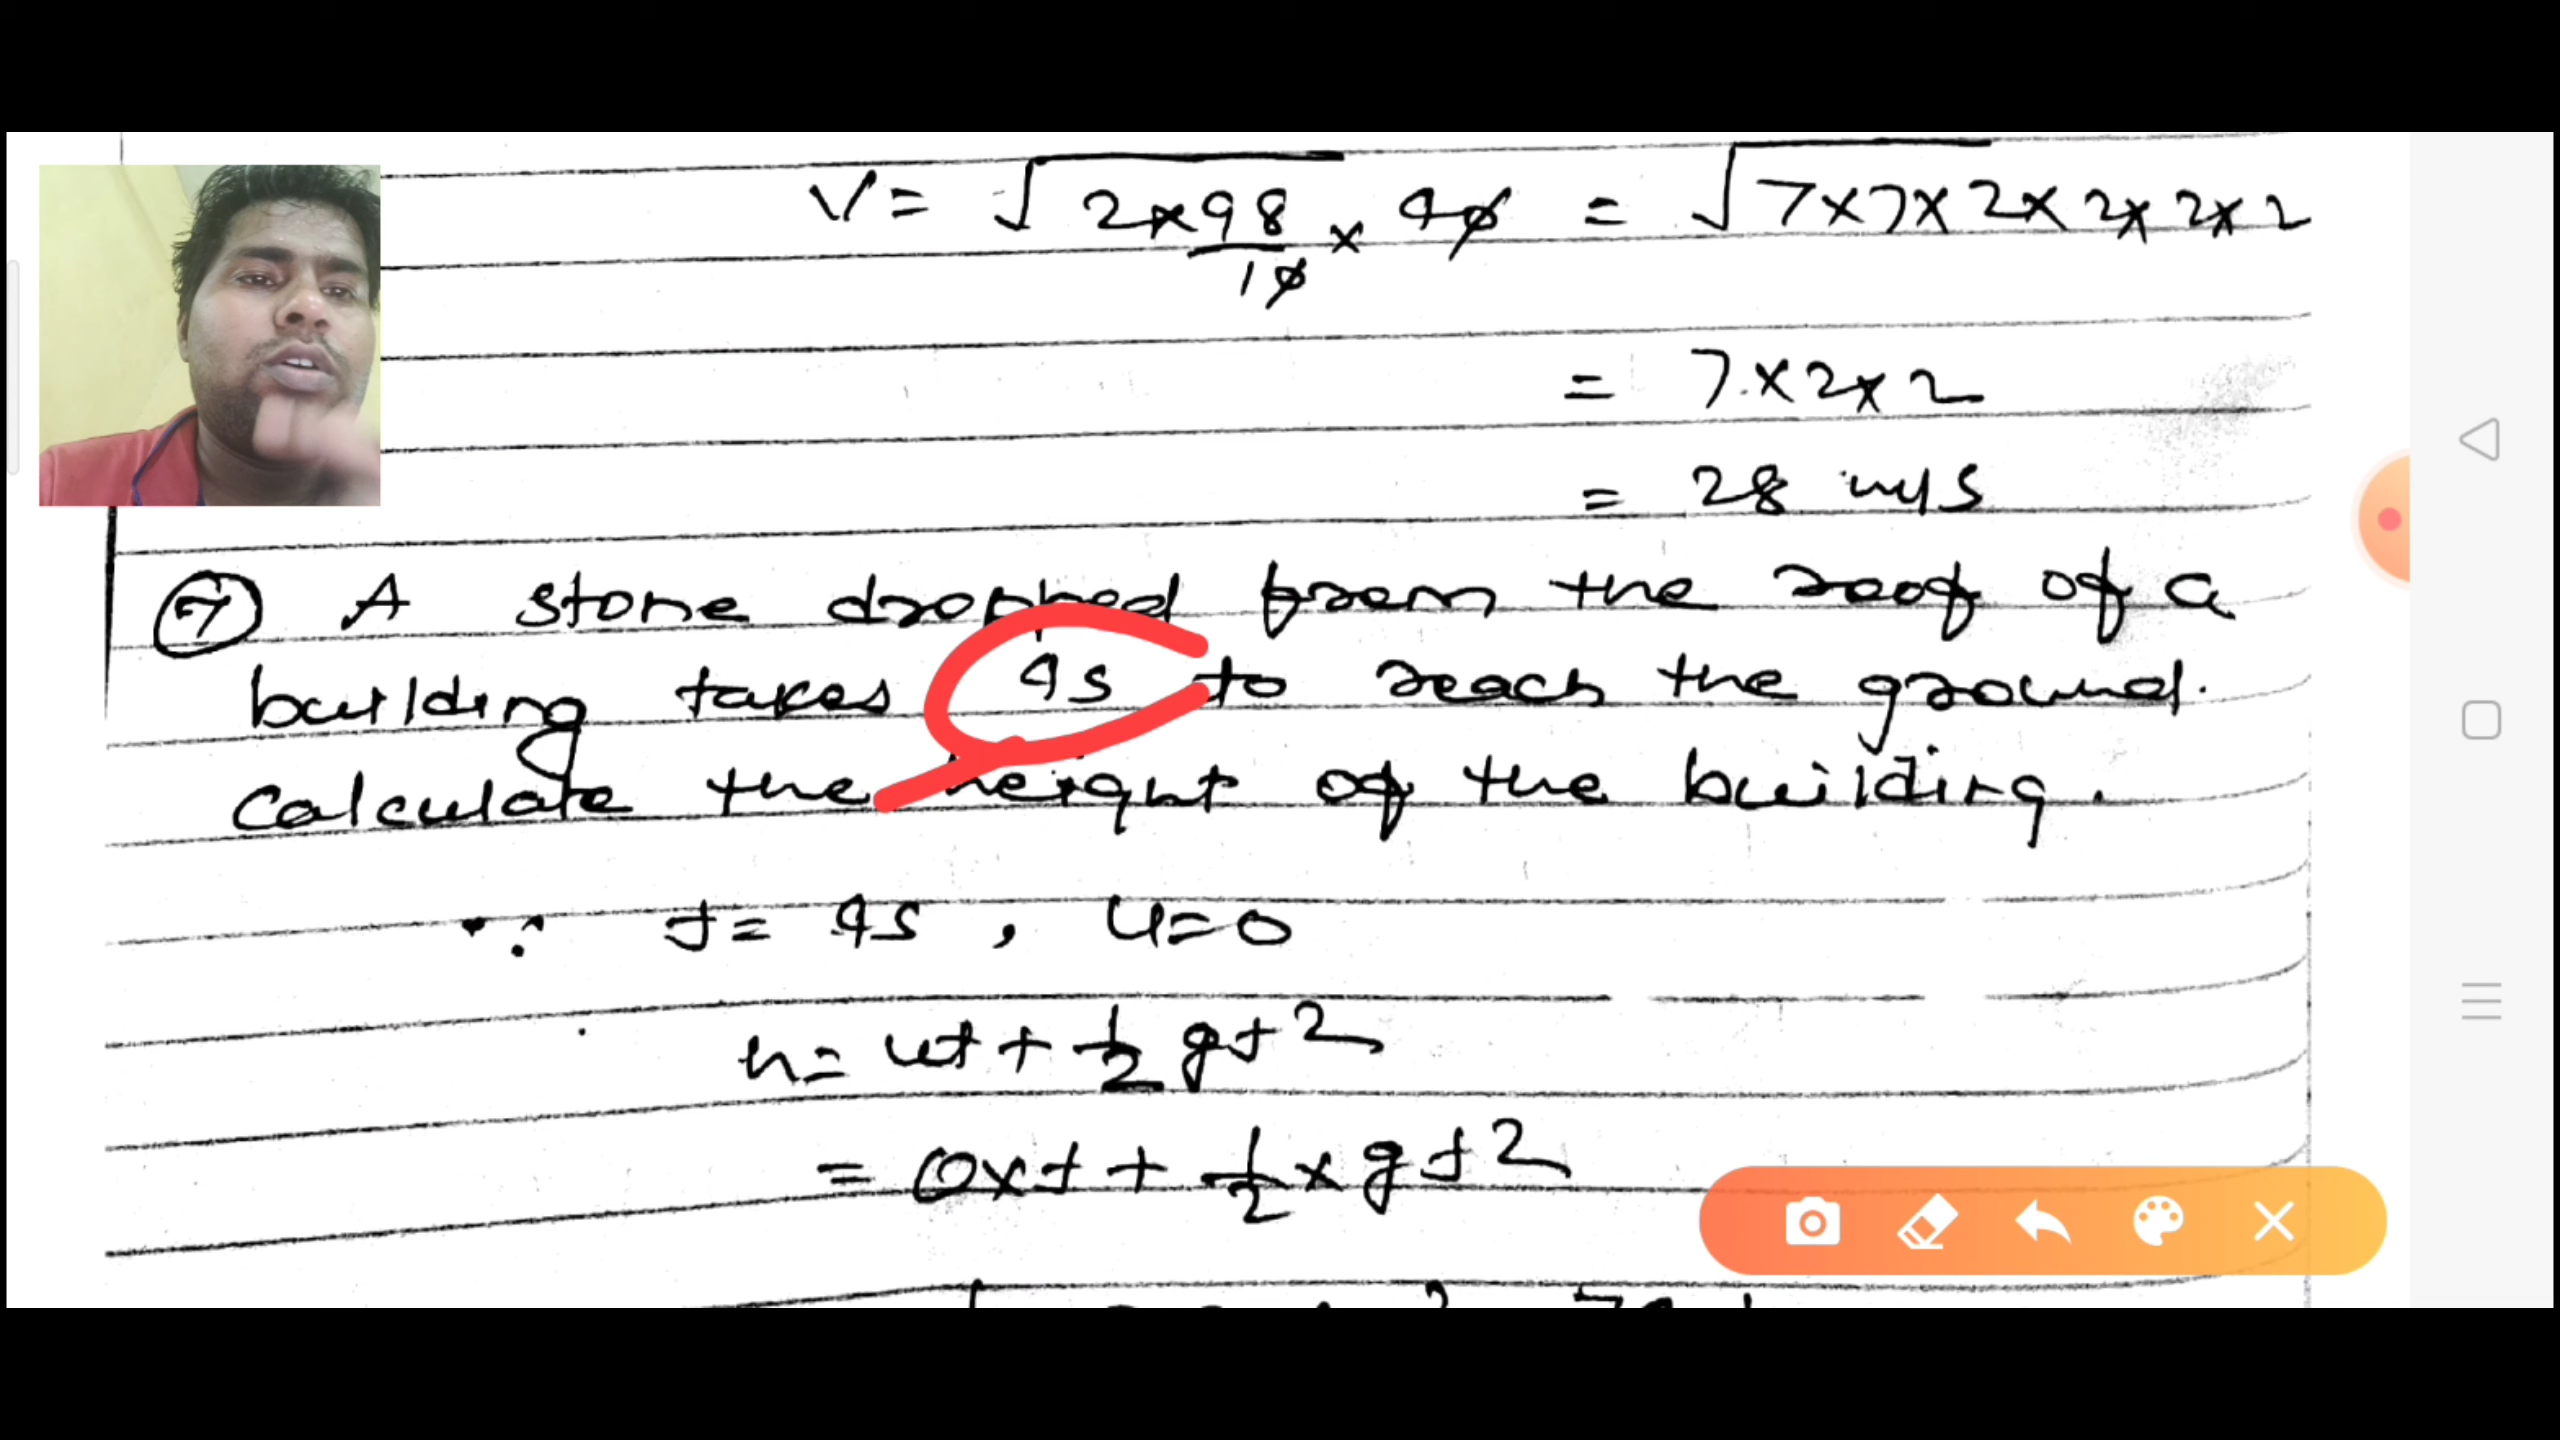 V = √2×98/10 × 40 = √7×7×2×2×2×2
= 7×2×2
= 28 m/s
⑦ A stone dropped from the roof of a
building takes 4s to reach the ground.
Calculate the height of the building.
∵ t = 4s, u=0
h = ut + 1/2 gt2
= 0×t + 1/2 × gt2